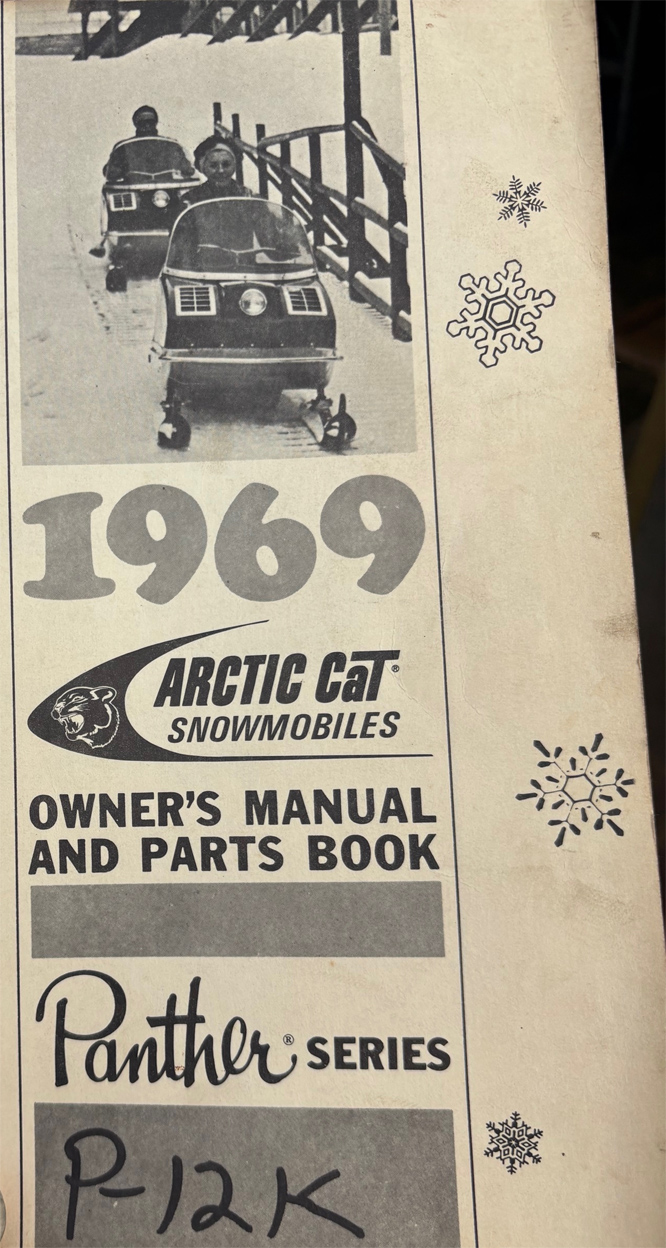 1969
ARCTIC CaT®
SNOWMOBILES
OWNER'S MANUAL
AND PARTS BOOK
Panther® SERIES
P-12K